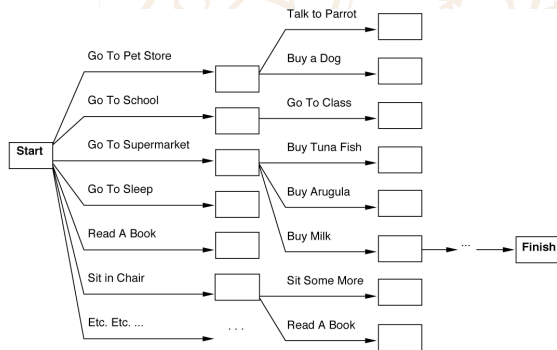 Talk to Parrot
Go To Pet Store
Buy a Dog
Go To School
Go To Class
Go To Supermarket
Buy Tuna Fish
Start
Go To Sleep
Buy Arugula
Read A Book
Buy Milk
...
Finish
Sit in Chair
Sit Some More
Etc. Etc. ...
. . .
Read A Book